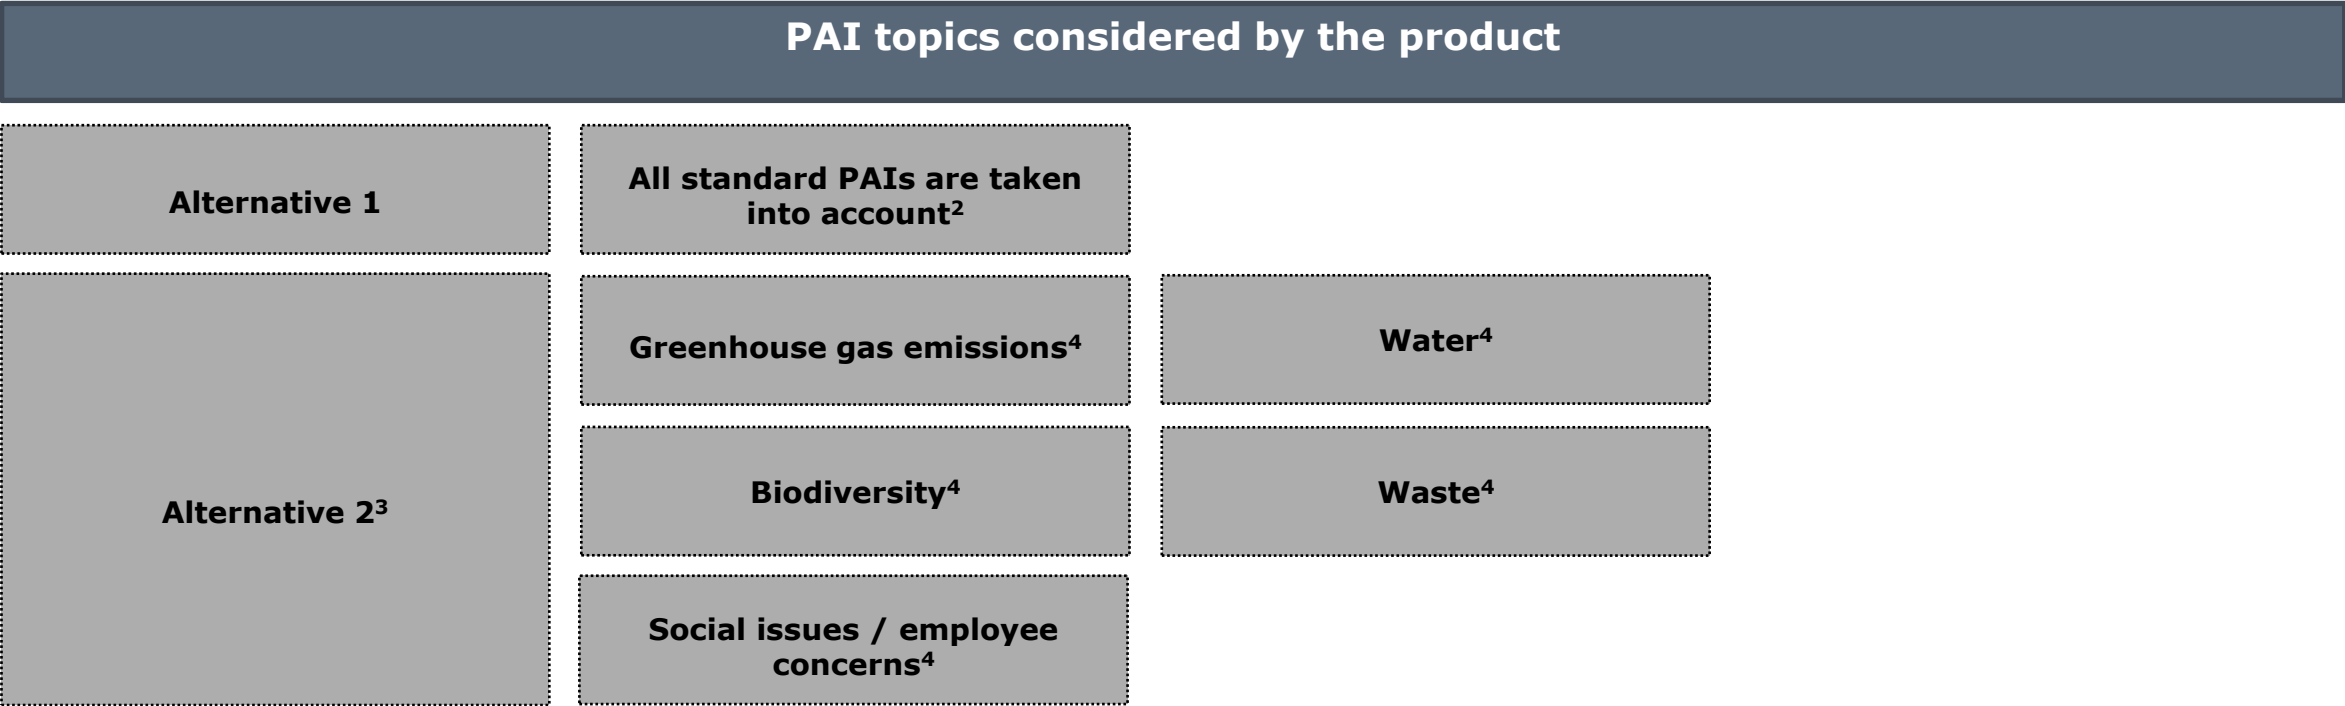 PAI topics considered by the product
Alternative 1
All standard PAIs are taken
into account²
Alternative 2³
Greenhouse gas emissions⁴
Water⁴
Biodiversity⁴
Waste⁴
Social issues / employee
concerns⁴